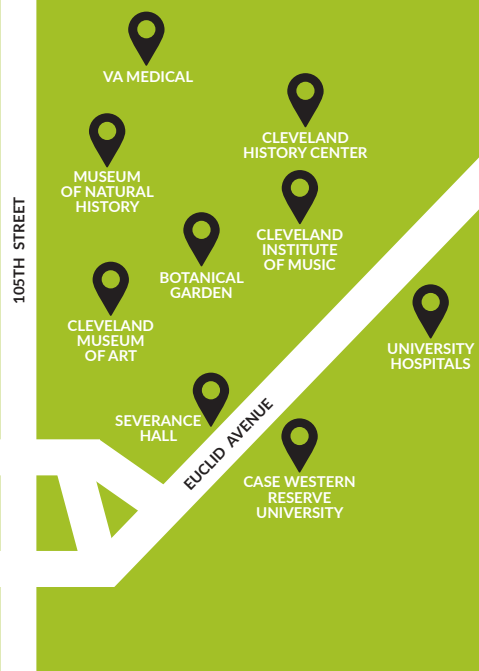 VA MEDICAL
CLEVELAND
HISTORY CENTER
MUSEUM
OF NATURAL
HISTORY
105TH STREET
CLEVELAND
INSTITUTE
OF MUSIC
BOTANICAL
GARDEN
CLEVELAND
MUSEUM
OF ART
UNIVERSITY
HOSPITALS
SEVERANCE
HALL
EUCLID AVENUE
CASE WESTERN
RESERVE
UNIVERSITY